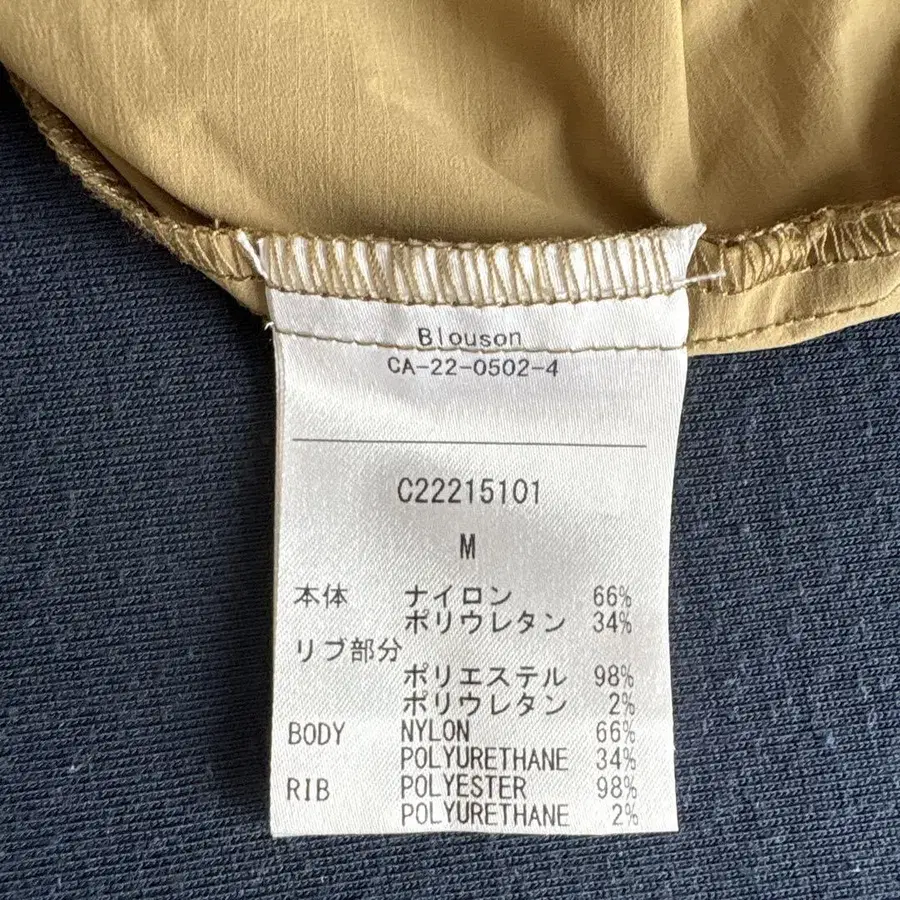 Blouson
CA-22-0502-4
C22215101
M
本体 ナイロン 66%
ポリウレタン 34%
リブ部分
ポリエステル 98%
ポリウレタン 2%
BODY NYLON 66%
POLYURETHANE 34%
RIB POLYESTER 98%
POLYURETHANE 2%